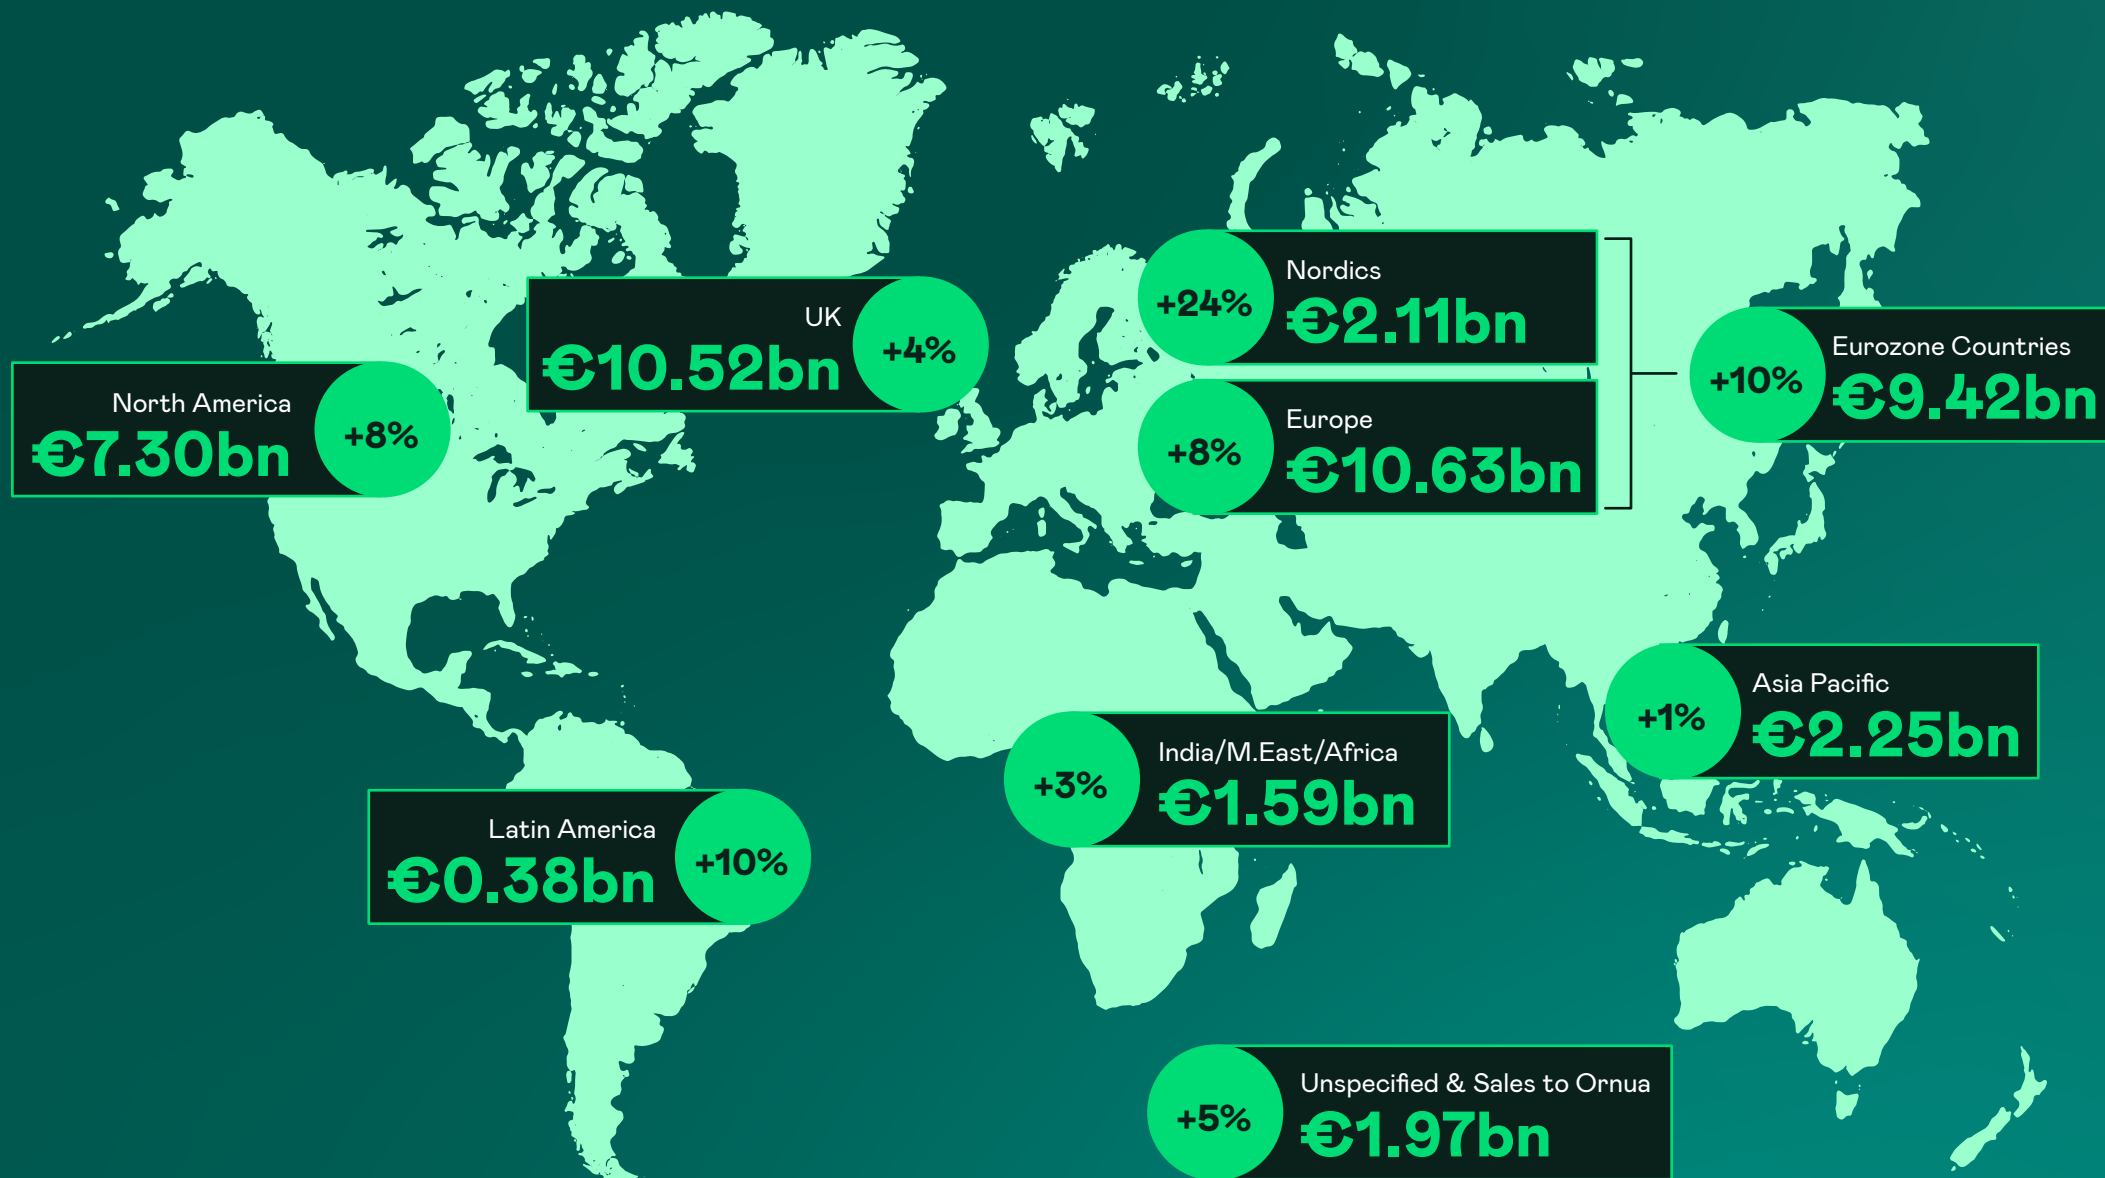 Nordics
€2.11bn
+24%
UK
€10.52bn
+4%
Eurozone Countries
€9.42bn
+10%
North America
€7.30bn
+8%
Europe
€10.63bn
+8%
Asia Pacific
€2.25bn
+1%
India/M.East/Africa
€1.59bn
+3%
Latin America
€0.38bn
+10%
Unspecified & Sales to Ornua
€1.97bn
+5%